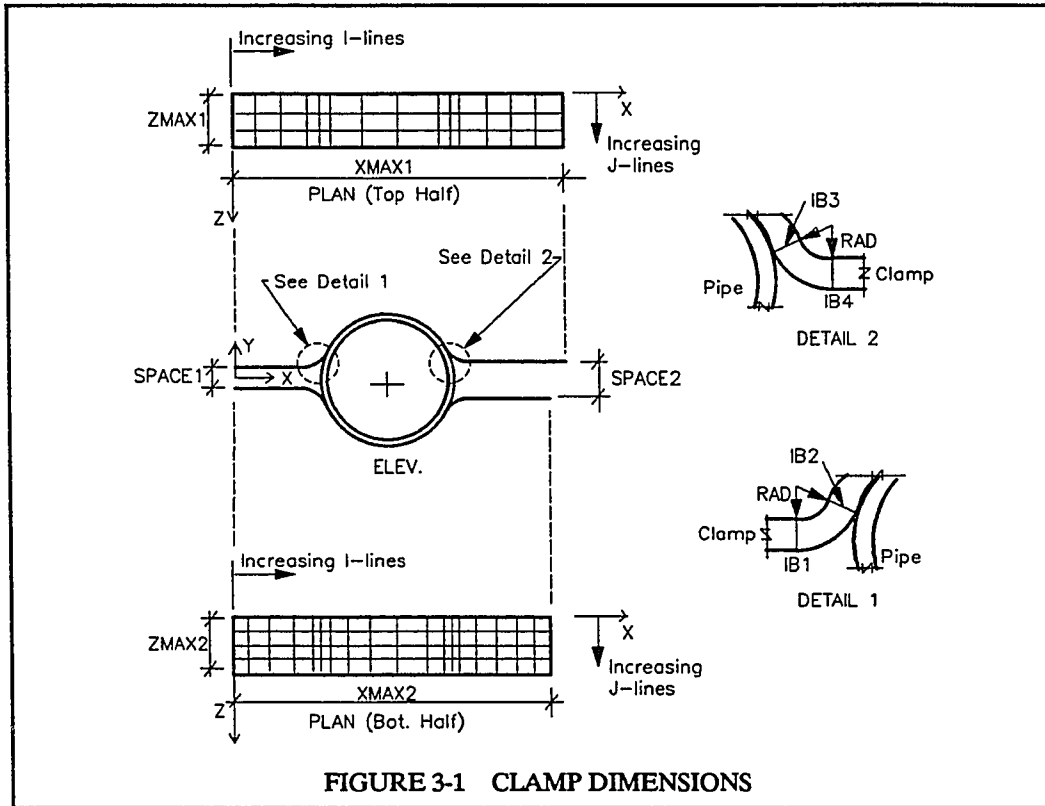 Increasing I-lines
X
ZMAX1
Increasing
J-lines
XMAX1
PLAN (Top Half)
Z
See Detail 1
See Detail 2
Y
SPACE1
X
SPACE2
ELEV.
IB3
RAD
Clamp
Pipe
IB4
DETAIL 2
IB2
RAD
Clamp
IB1
Pipe
DETAIL 1
Increasing I-lines
X
ZMAX2
Increasing
J-lines
XMAX2
Z
PLAN (Bot. Half)
FIGURE 3-1 CLAMP DIMENSIONS